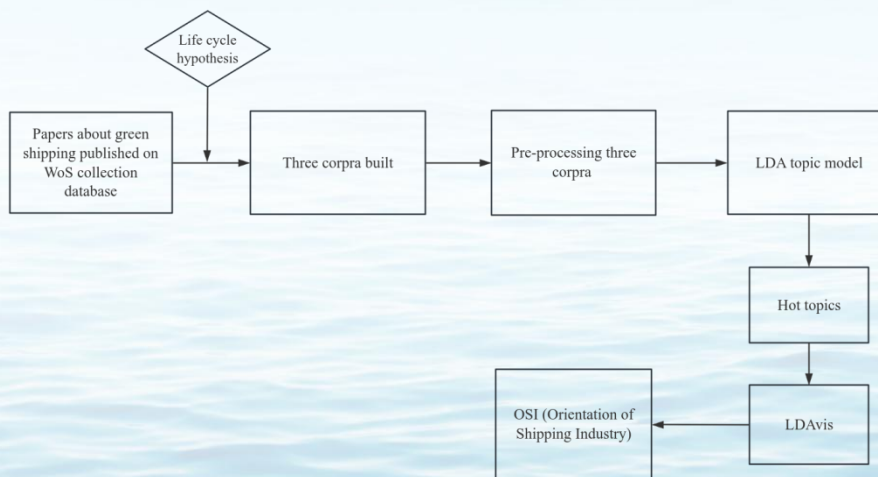 Life cycle
hypothesis
Papers about green
shipping published on
WoS collection
database
Three corpra built
Pre-processing three
corpra
LDA topic model
Hot topics
LDAvis
OSI (Orientation of
Shipping Industry)